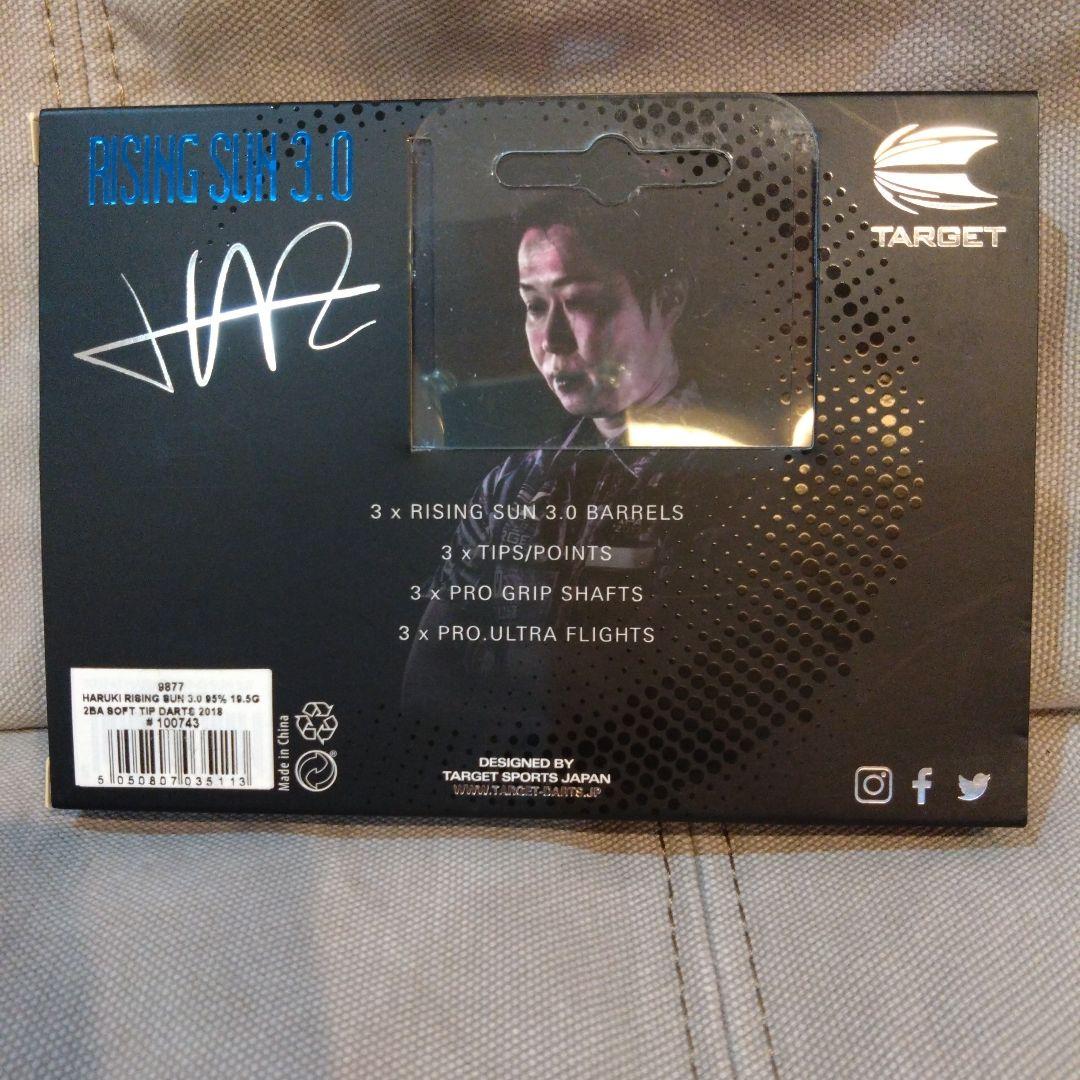 RISING SUN 3.0
TARGET
3 x RISING SUN 3.0 BARRELS
3 x TIPS/POINTS
3 x PRO GRIP SHAFTS
3 x PRO.ULTRA FLIGHTS
9877
HARUKI RISING SUN 3.0 95% 19.5G
2BA SOFT TIP DARTS 2018
# 100743
5 050807 035113
Made in China
DESIGNED BY
TARGET SPORTS JAPAN
WWW.TARGET-DARTS.JP